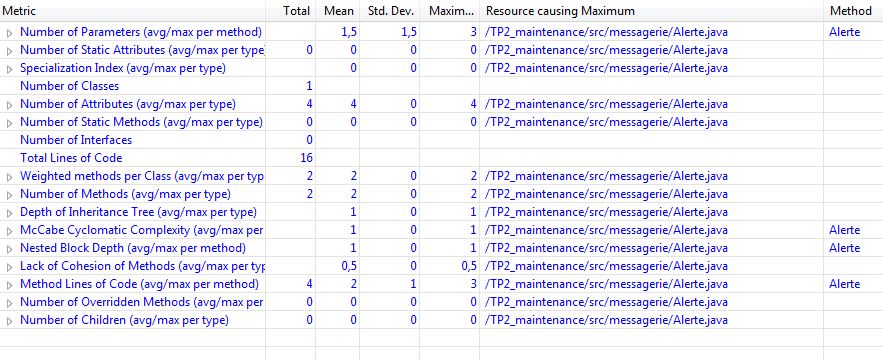 Metric Total Mean Std. Dev. Maxim... Resource causing Maximum Method
Number of Parameters (avg/max per method) 1,5 1,5 3 /TP2_maintenance/src/messagerie/Alerte.java Alerte
Number of Static Attributes (avg/max per type) 0 0 0 0 /TP2_maintenance/src/messagerie/Alerte.java
Specialization Index (avg/max per type) 0 0 0 /TP2_maintenance/src/messagerie/Alerte.java
Number of Classes 1
Number of Attributes (avg/max per type) 4 4 0 4 /TP2_maintenance/src/messagerie/Alerte.java
Number of Static Methods (avg/max per type) 0 0 0 0 /TP2_maintenance/src/messagerie/Alerte.java
Number of Interfaces 0
Total Lines of Code 16
Weighted methods per Class (avg/max per typ 2 2 0 2 /TP2_maintenance/src/messagerie/Alerte.java
Number of Methods (avg/max per type) 2 2 0 2 /TP2_maintenance/src/messagerie/Alerte.java
Depth of Inheritance Tree (avg/max per type) 1 0 1 /TP2_maintenance/src/messagerie/Alerte.java
McCabe Cyclomatic Complexity (avg/max per 1 0 1 /TP2_maintenance/src/messagerie/Alerte.java Alerte
Nested Block Depth (avg/max per method) 1 0 1 /TP2_maintenance/src/messagerie/Alerte.java Alerte
Lack of Cohesion of Methods (avg/max per typ 0,5 0 0,5 /TP2_maintenance/src/messagerie/Alerte.java
Method Lines of Code (avg/max per method) 4 2 1 3 /TP2_maintenance/src/messagerie/Alerte.java Alerte
Number of Overridden Methods (avg/max per 0 0 0 0 /TP2_maintenance/src/messagerie/Alerte.java
Number of Children (avg/max per type) 0 0 0 0 /TP2_maintenance/src/messagerie/Alerte.java